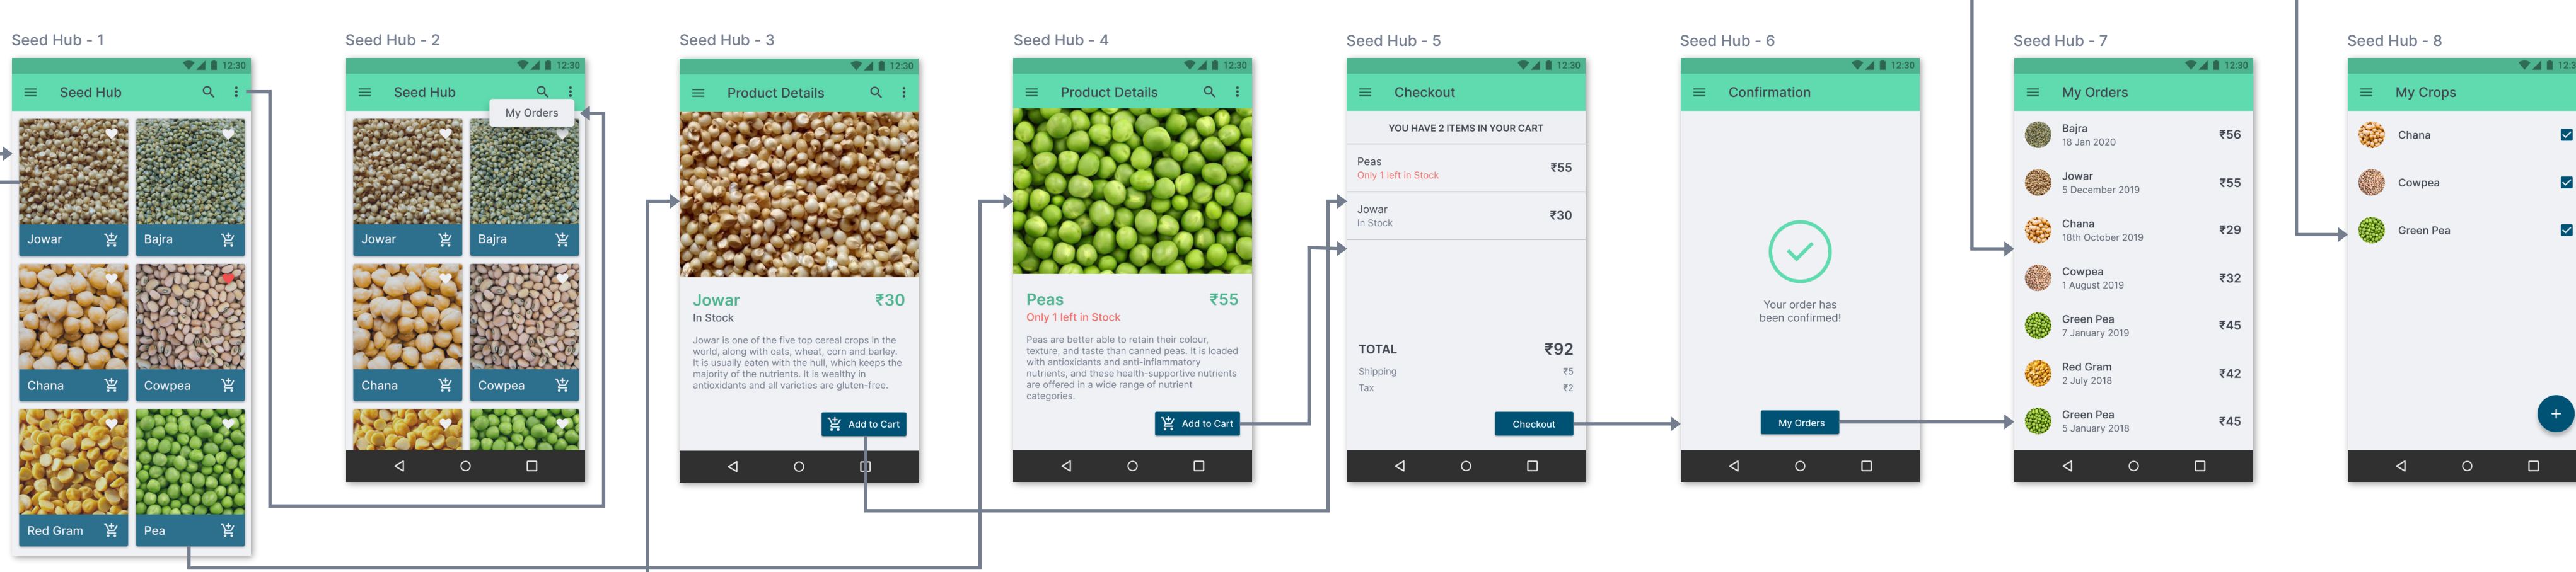 Seed Hub - 1
12:30
Seed Hub
Jowar
Bajra
Chana
Cowpea
Red Gram
Pea
Seed Hub - 2
12:30
Seed Hub
My Orders
Jowar
Bajra
Chana
Cowpea
Seed Hub - 3
12:30
Product Details
Jowar
₹30
In Stock
Jowar is one of the five top cereal crops in the
world, along with oats, wheat, corn and barley.
It is usually eaten with the hull, which keeps the
majority of the nutrients. It is wealthy in
antioxidants and all varieties are gluten-free.
Add to Cart
Seed Hub - 4
12:30
Product Details
Peas
₹55
Only 1 left in Stock
Peas are better able to retain their colour,
texture, and taste than canned peas. It is loaded
with antioxidants and anti-inflammatory
nutrients, and these health-supportive nutrients
are offered in a wide range of nutrient
categories.
Add to Cart
Seed Hub - 5
12:30
Checkout
YOU HAVE 2 ITEMS IN YOUR CART
Peas
₹55
Only 1 left in Stock
Jowar
₹30
In Stock
TOTAL
₹92
Shipping
₹5
Tax
₹2
Checkout
Seed Hub - 6
12:30
Confirmation
Your order has
been confirmed!
My Orders
Seed Hub - 7
12:30
My Orders
Bajra
18 Jan 2020
₹56
Jowar
5 December 2019
₹55
Chana
18th October 2019
₹29
Cowpea
1 August 2019
₹32
Green Pea
7 January 2019
₹45
Red Gram
2 July 2018
₹42
Green Pea
5 January 2018
₹45
Seed Hub - 8
12:3
My Crops
Chana
Cowpea
Green Pea